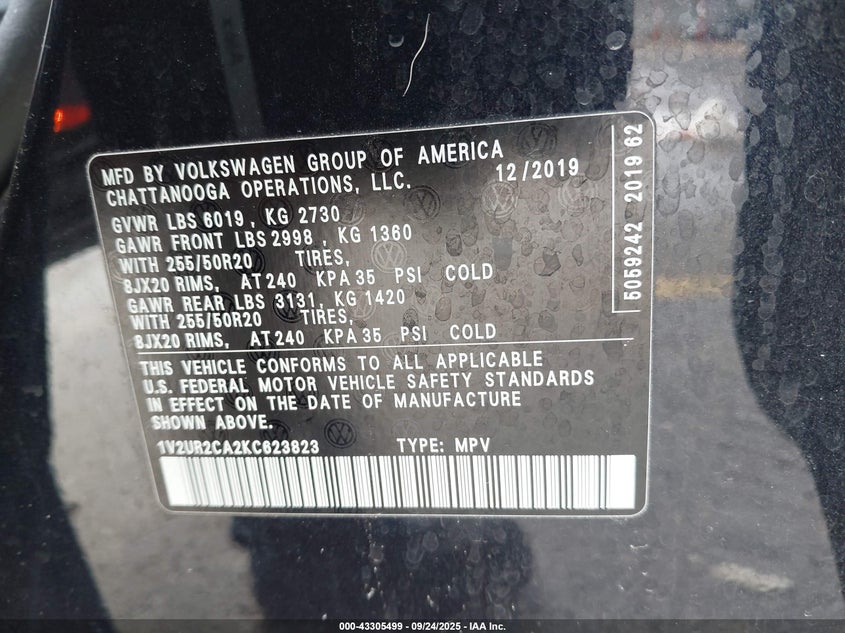 MFD BY VOLKSWAGEN GROUP OF AMERICA
CHATTANOOGA OPERATIONS, LLC. 12/2019
GVWR LBS 6019, KG 2730
GAWR FRONT LBS 2998, KG 1360
WITH 255/50R20 TIRES,
8JX20 RIMS, AT 240 KPA 35 PSI COLD
GAWR REAR LBS 3131, KG 1420
WITH 255/50R20 TIRES,
8JX20 RIMS, AT 240 KPA 35 PSI COLD
THIS VEHICLE CONFORMS TO ALL APPLICABLE
U.S. FEDERAL MOTOR VEHICLE SAFETY STANDARDS
IN EFFECT ON THE DATE OF MANUFACTURE
SHOWN ABOVE.
1V2UR2CA2KC623823 TYPE: MPV
5059242 2019 62
000-43305499 - 09/24/2025 - IAA Inc.